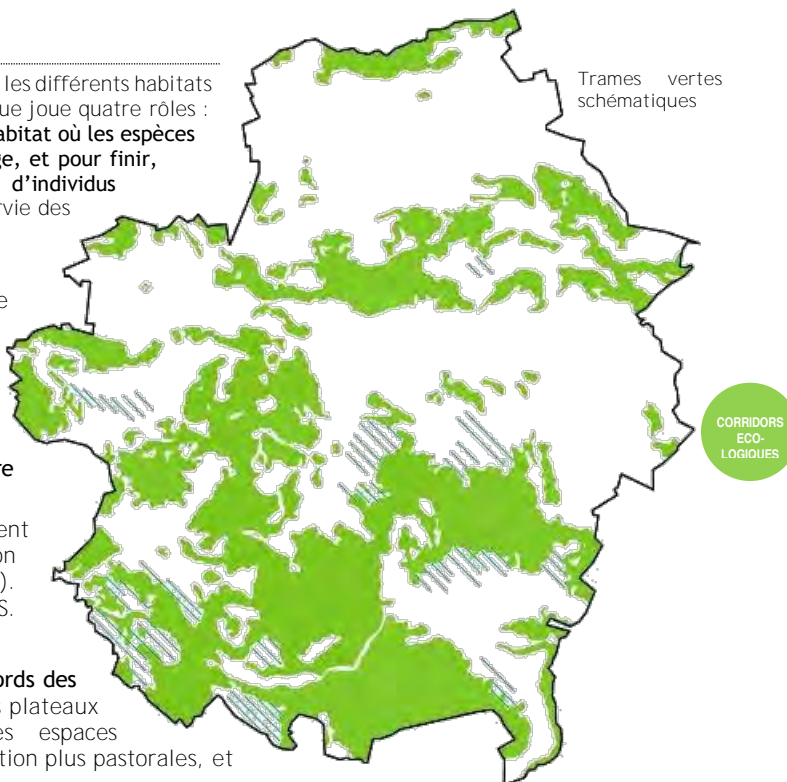 les différents habitats
ue joue quatre rôles :
abitat où les espèces
ge, et pour finir,
d'individus
rvie des
e
re
ent
on
).
S.
ords des
s plateaux
es espaces
tion plus pastorales, et
Trames vertes
schématiques
CORRIDORS
ECO-
LOGIQUES